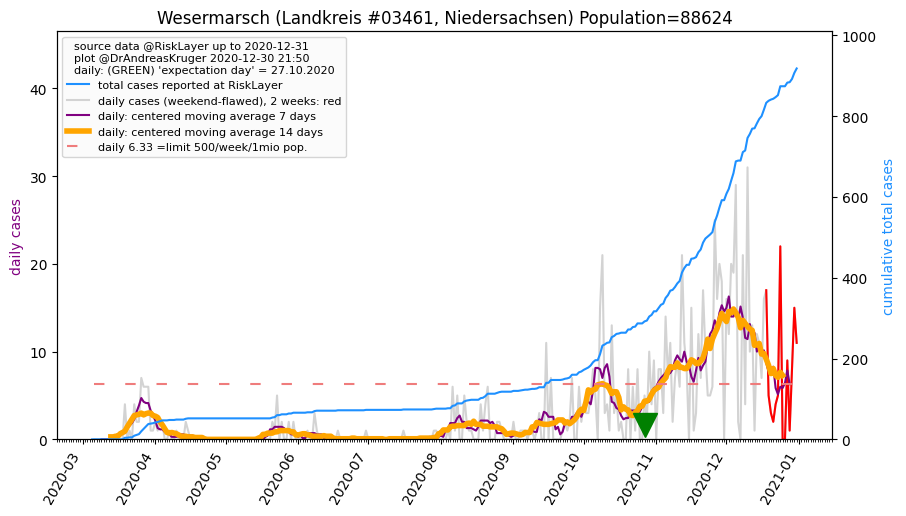 Wesermarsch (Landkreis #03461, Niedersachsen) Population=88624
source data @RiskLayer up to 2020-12-31
plot @DrAndreasKruger 2020-12-30 21:50
daily: (GREEN) 'expectation day' = 27.10.2020
total cases reported at RiskLayer
daily cases (weekend-flawed), 2 weeks: red
daily: centered moving average 7 days
daily: centered moving average 14 days
daily 6.33 =limit 500/week/1mio pop.
daily cases
40
30
20
10
0
cumulative total cases
1000
800
600
400
200
0
2020-03
2020-04
2020-05
2020-06
2020-07
2020-08
2020-09
2020-10
2020-11
2020-12
2021-01